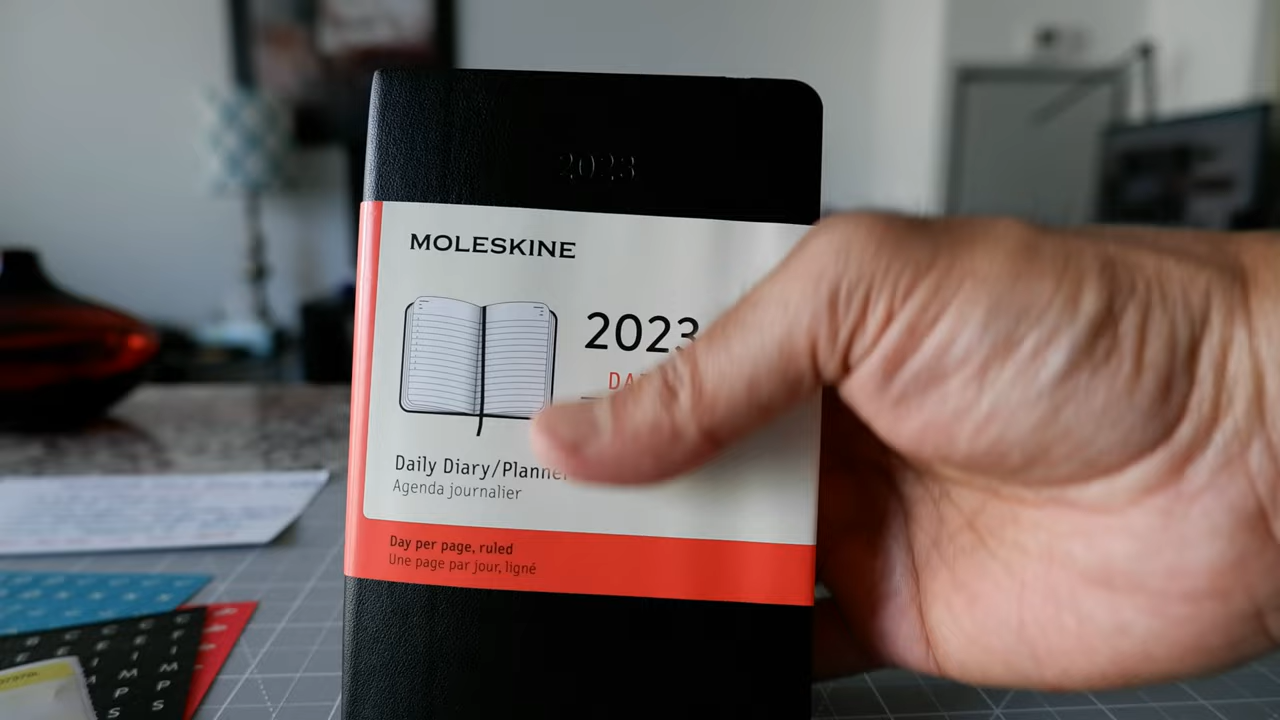 2023
MOLESKINE
2023
Daily Diary/Planner
Agenda journalier
Day per page, ruled
Une page par jour, ligné